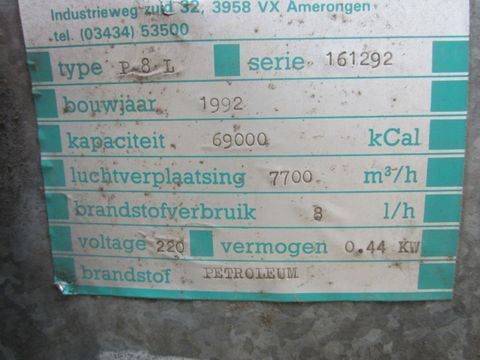 Industrieweg zuid 32, 3958 VX Amerongen
tel. (03434) 53500
type P 8 L serie 161292
bouwjaar 1992
kapaciteit 69000 kCal
luchtverplaatsing 7700 m³/h
brandstofverbruik 8 l/h
voltage 220 vermogen 0.44 KW
brandstof PETROLEUM